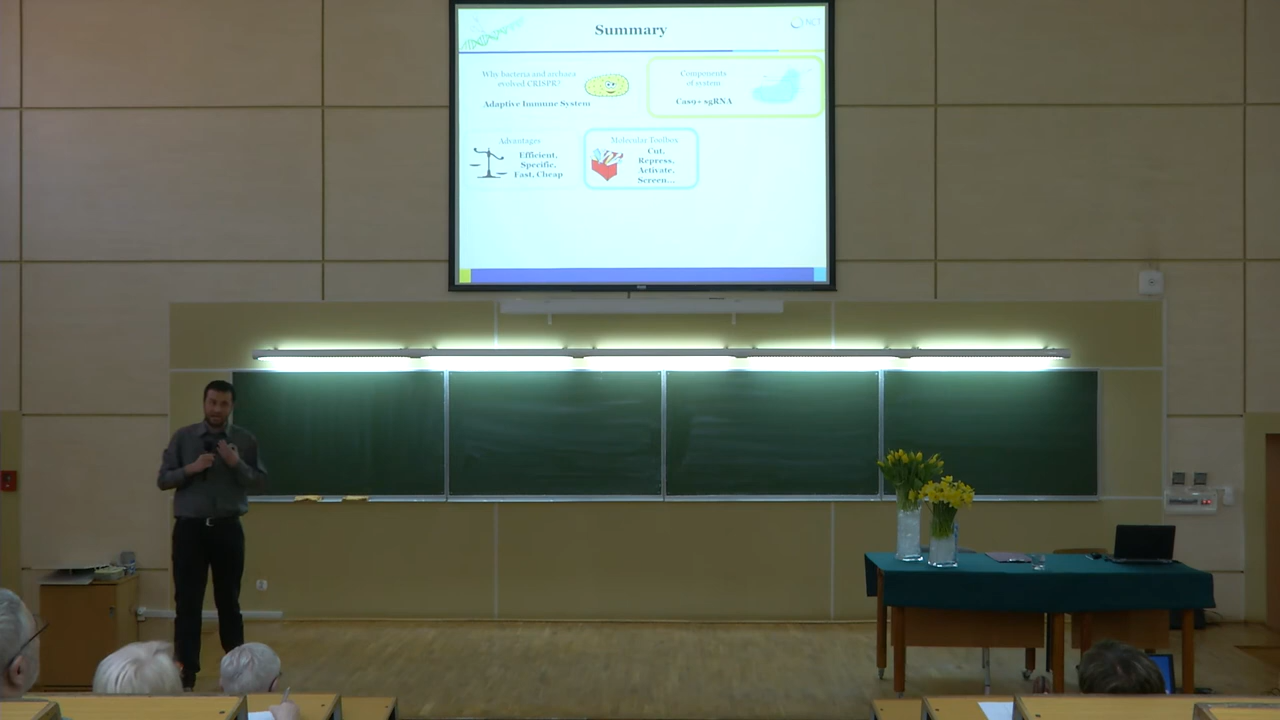 Summary
Why bacteria and archaea
evolved CRISPR?
Adaptive Immune System
Components
of system
Cas9+ sgRNA
Advantages
Efficient,
Specific,
Fast, Cheap
Molecular Toolbox
Cut,
Repress,
Activate,
Screen...